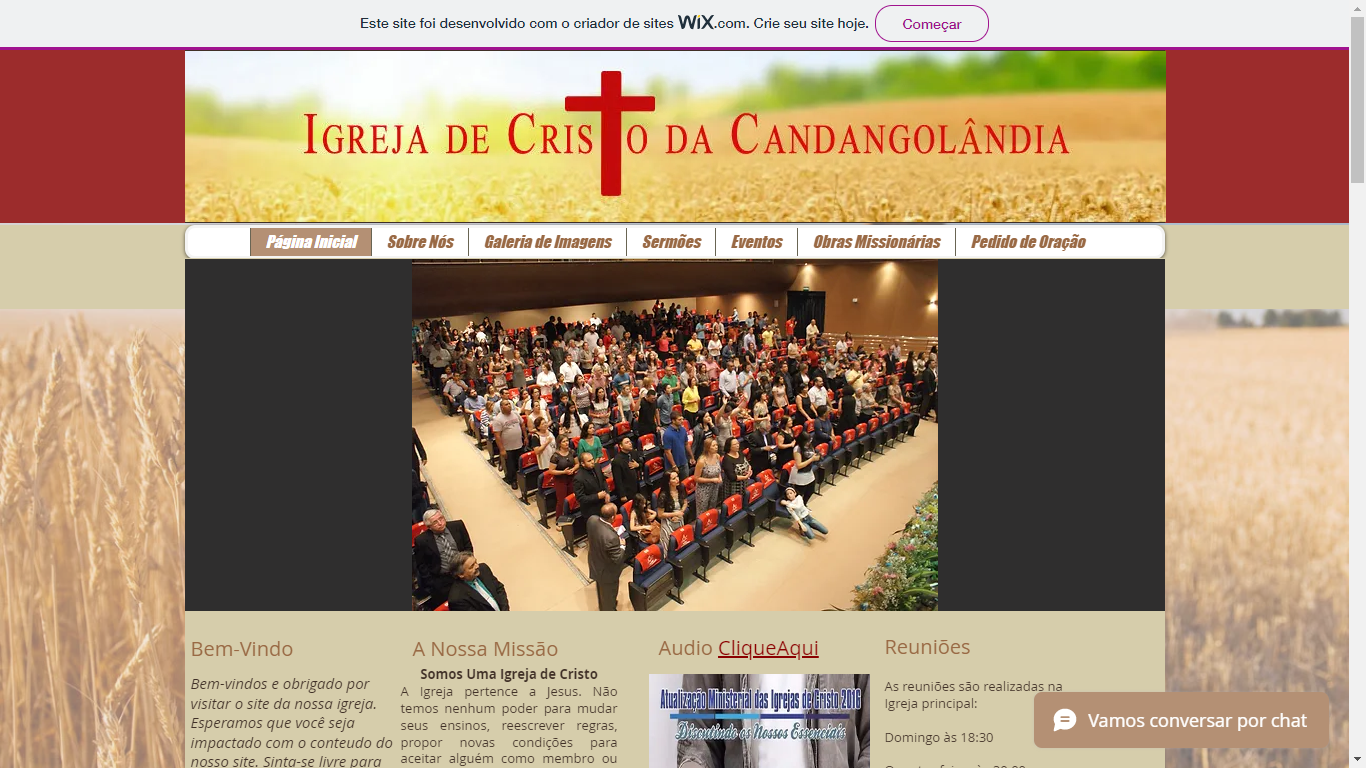 Este site foi desenvolvido com o criador de sites WiX.com. Crie seu site hoje.
Começar
IGREJA DE CRISTO DA CANDANGOLÂNDIA
Página Inicial
Sobre Nós
Galeria de Imagens
Sermões
Eventos
Obras Missionárias
Pedido de Oração
Bem-Vindo
Bem-vindos e obrigado por
visitar o site da nossa igreja.
Esperamos que você seja
impactado com o conteudo do
nosso site. Sinta-se livre para
A Nossa Missão
Somos Uma Igreja de Cristo
A Igreja pertence a Jesus. Não
temos nenhum poder para mudar
seus ensinos, reescrever regras,
propor novas condições para
aceitar alguém como membro ou
Audio CliqueAqui
Atualização Ministerial das Igrejas de Cristo 2016
Discutindo os Nossos Essenciais
Reuniões
As reuniões são realizadas na
Igreja principal:
Domingo às 18:30
Vamos conversar por chat